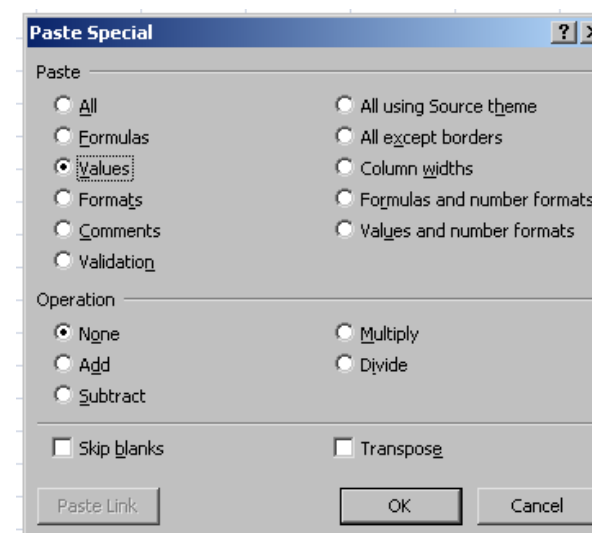 Paste Special
Paste
All
All using Source theme
Formulas
All except borders
Values
Column widths
Formats
Formulas and number formats
Comments
Values and number formats
Validation
Operation
None
Multiply
Add
Divide
Subtract
Skip blanks
Transpose
Paste Link
OK
Cancel